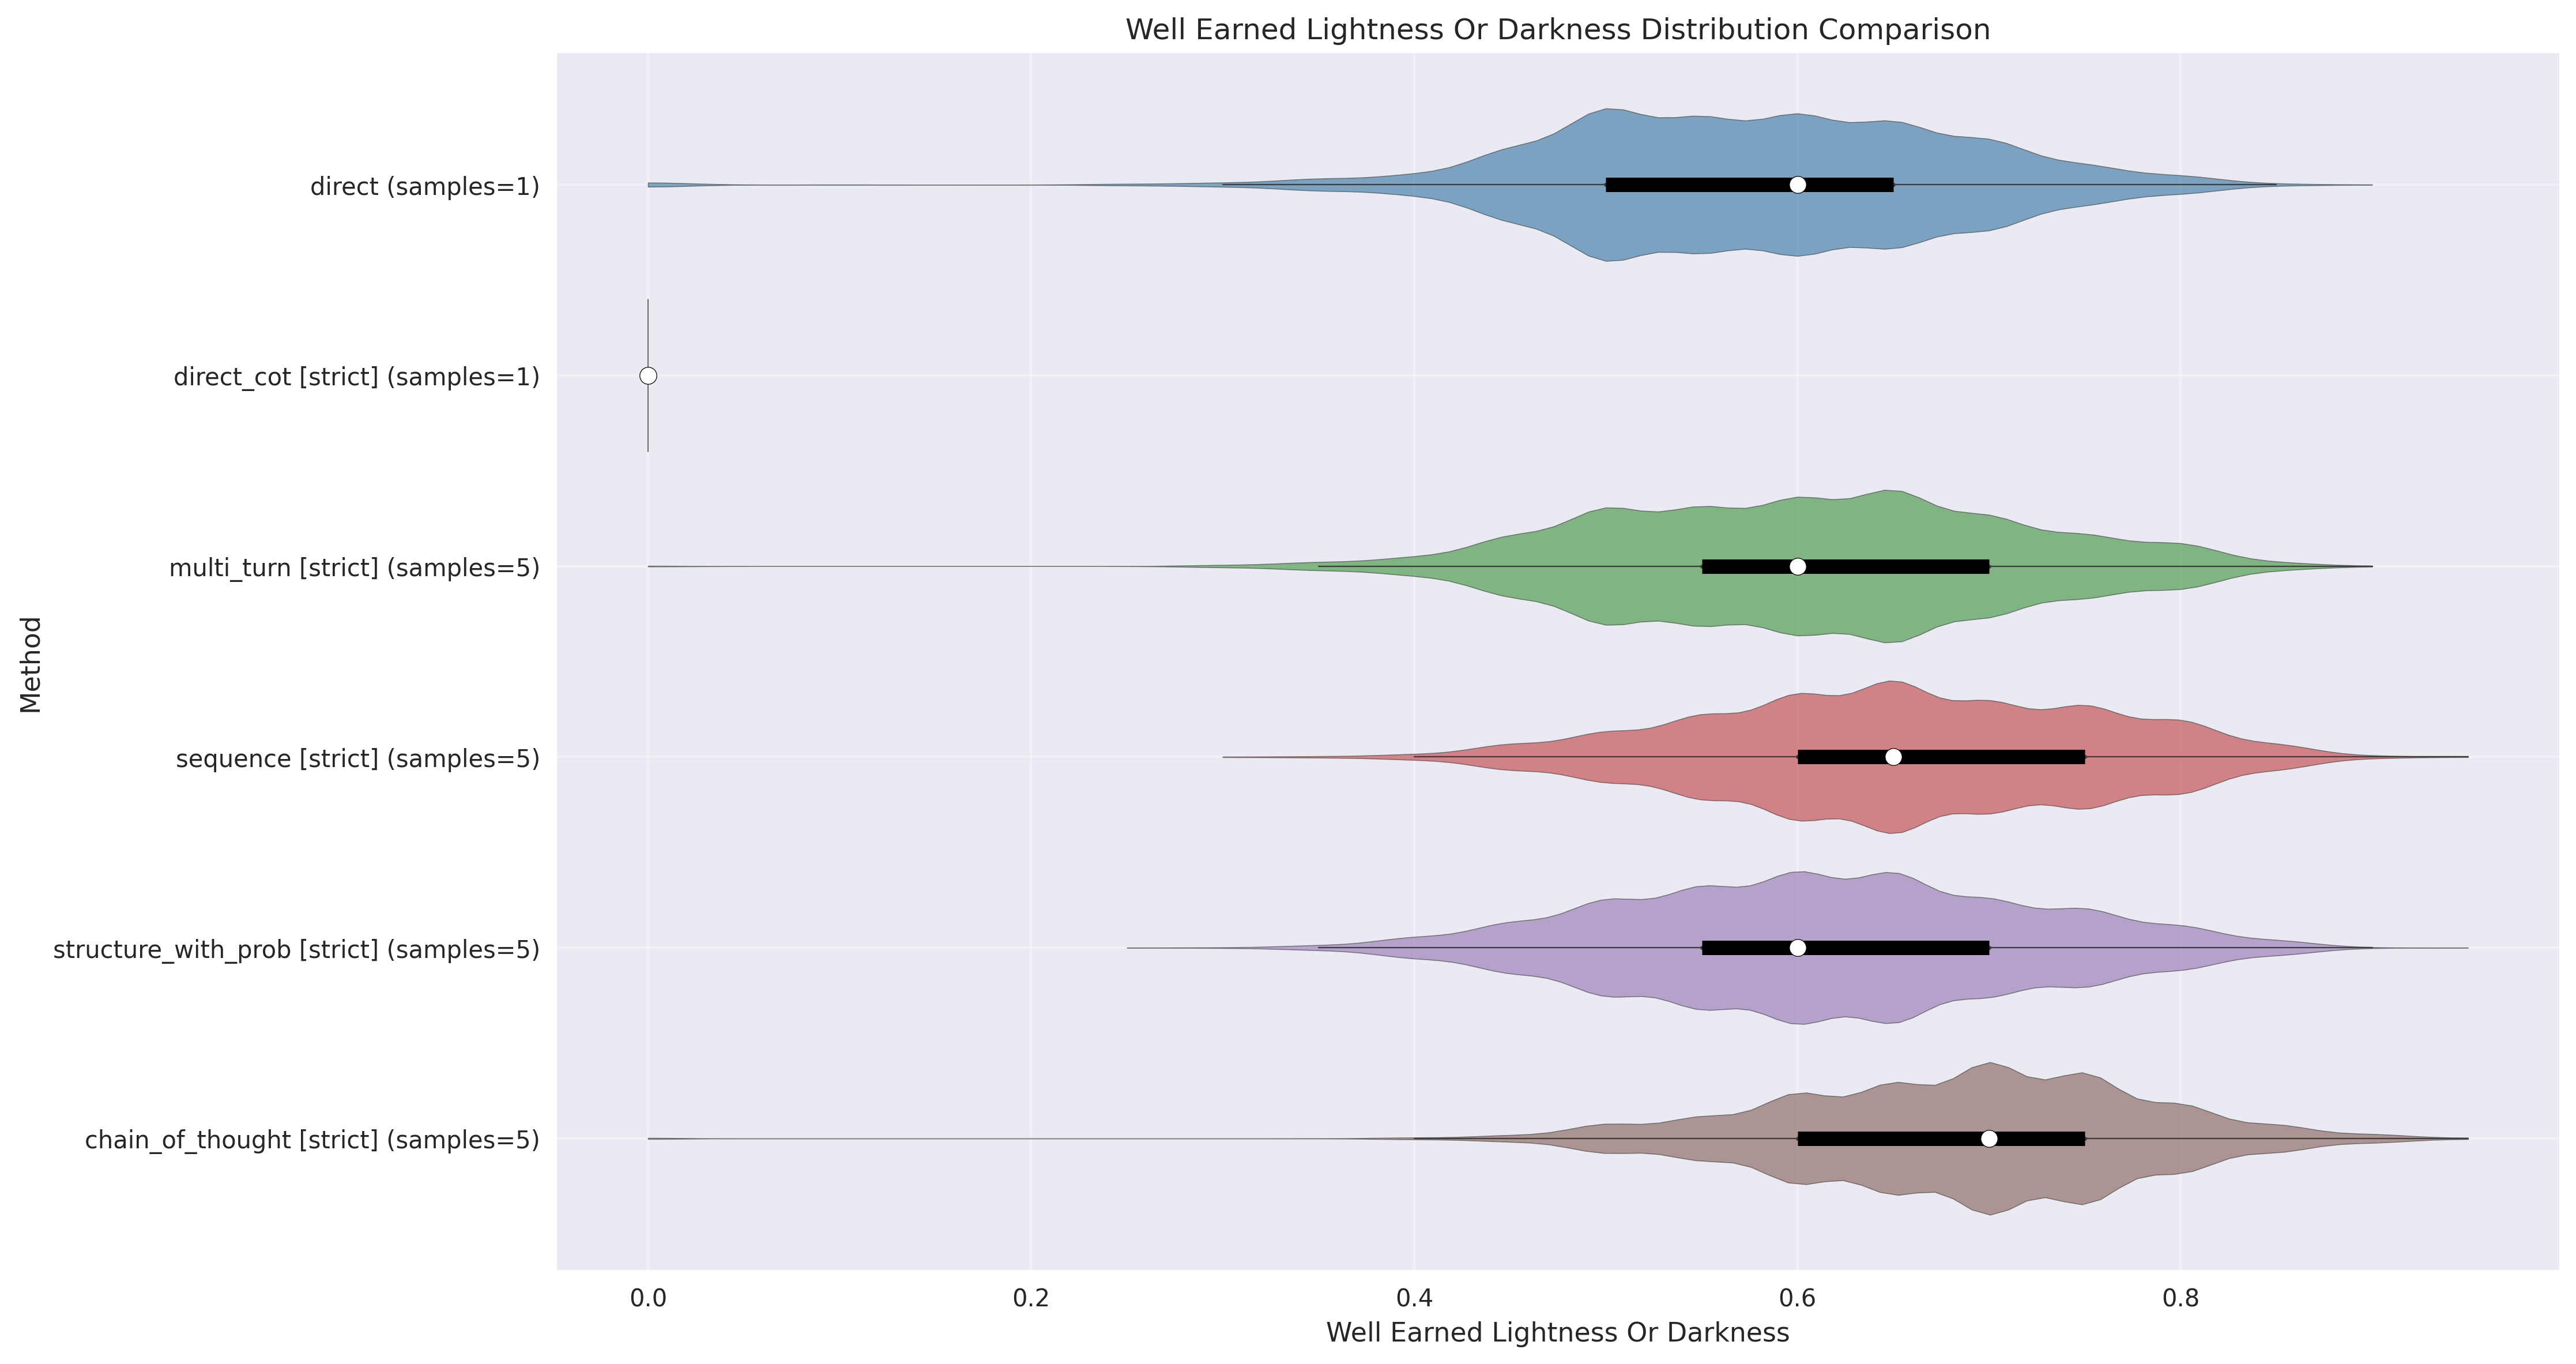 Well Earned Lightness Or Darkness Distribution Comparison
Method
direct (samples=1)
direct_cot [strict] (samples=1)
multi_turn [strict] (samples=5)
sequence [strict] (samples=5)
structure_with_prob [strict] (samples=5)
chain_of_thought [strict] (samples=5)
0.0 0.2 0.4 0.6 0.8
Well Earned Lightness Or Darkness